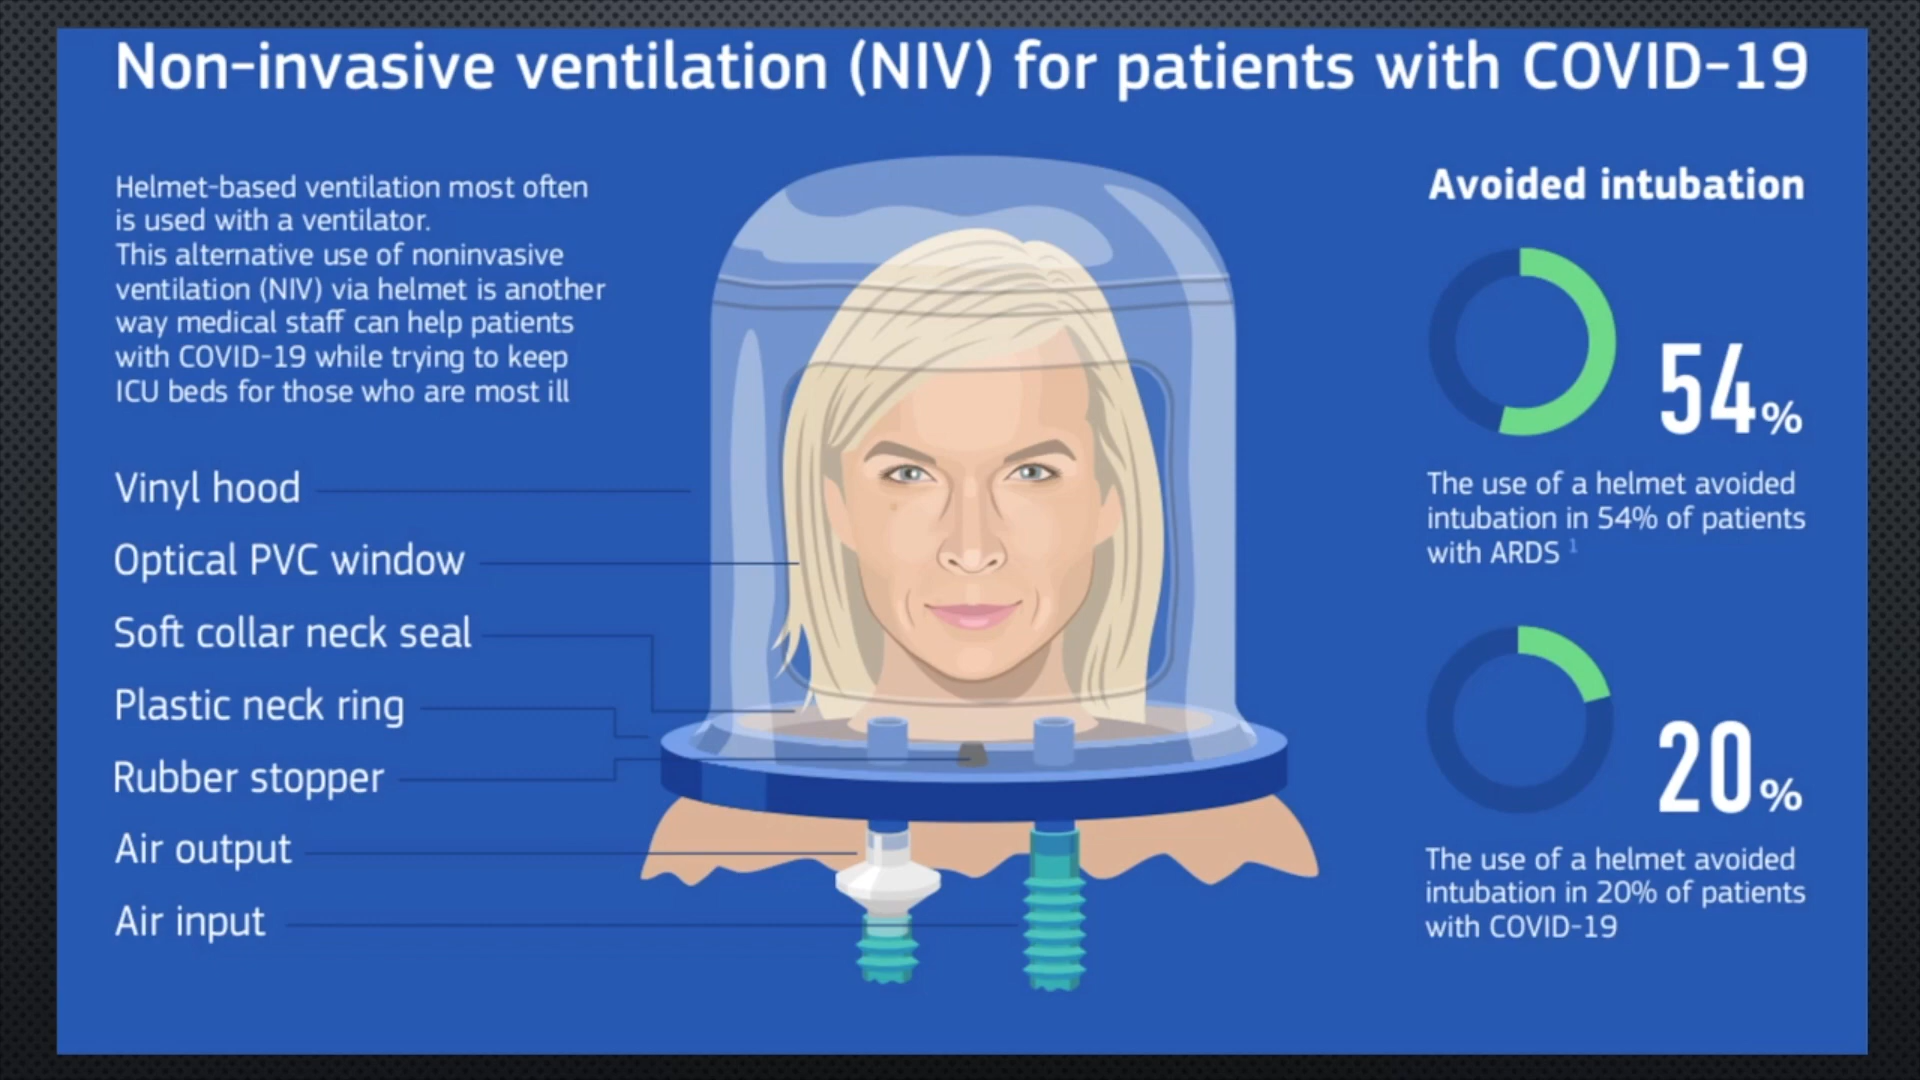 Non-invasive ventilation (NIV) for patients with COVID-19
Helmet-based ventilation most often
is used with a ventilator.
This alternative use of noninvasive
ventilation (NIV) via helmet is another
way medical staff can help patients
with COVID-19 while trying to keep
ICU beds for those who are most ill
Vinyl hood
Optical PVC window
Soft collar neck seal
Plastic neck ring
Rubber stopper
Air output
Air input
Avoided intubation
54%
The use of a helmet avoided
intubation in 54% of patients
with ARDS 1
20%
The use of a helmet avoided
intubation in 20% of patients
with COVID-19